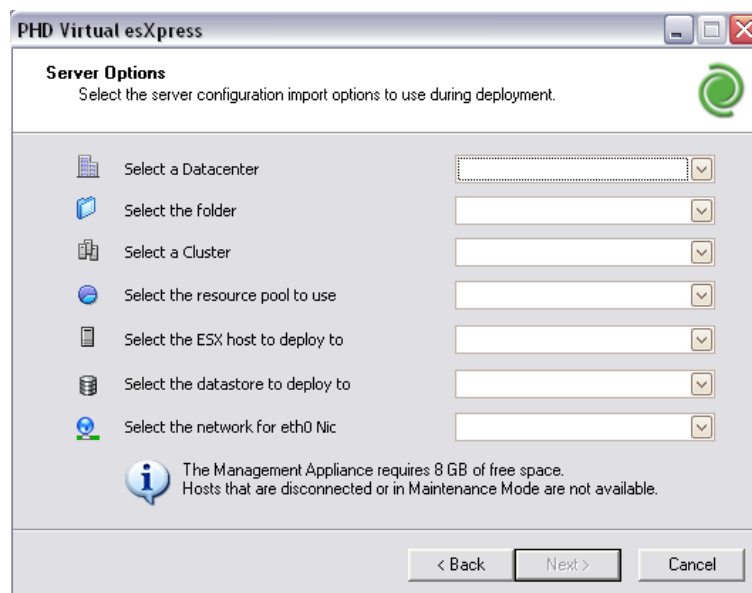 PHD Virtual esXpress
Server Options
Select the server configuration import options to use during deployment.
Select a Datacenter
Select the folder
Select a Cluster
Select the resource pool to use
Select the ESX host to deploy to
Select the datastore to deploy to
Select the network for eth0 Nic
The Management Appliance requires 8 GB of free space.
Hosts that are disconnected or in Maintenance Mode are not available.
< Back
Next >
Cancel